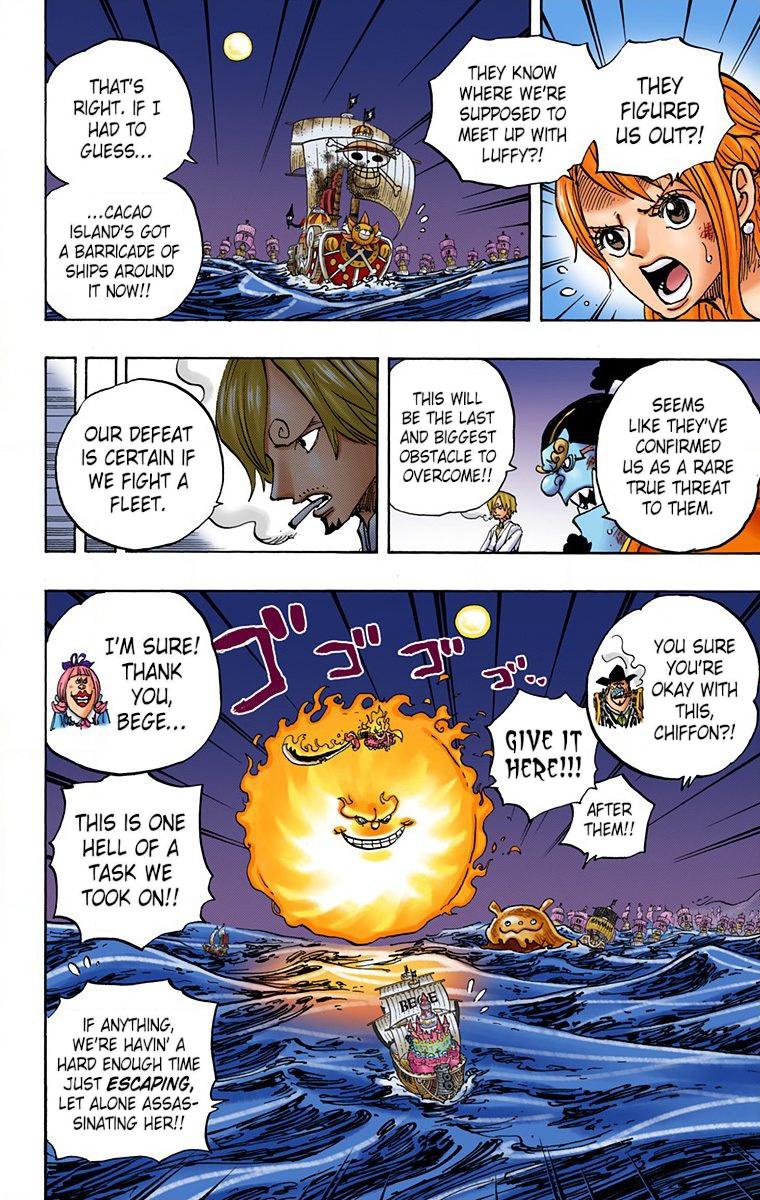 THEY
FIGURED
US OUT?!
THEY KNOW
WHERE WE'RE
SUPPOSED TO
MEET UP WITH
LUFFY?!
THAT'S
RIGHT. IF I
HAD TO
GUESS...
...CACAO
ISLAND'S GOT
A BARRICADE OF
SHIPS AROUND
IT NOW!!
SEEMS
LIKE THEY'VE
CONFIRMED
US AS A RARE
TRUE THREAT
TO THEM.
THIS WILL
BE THE LAST
AND BIGGEST
OBSTACLE TO
OVERCOME!!
OUR DEFEAT
IS CERTAIN IF
WE FIGHT A
FLEET.
YOU SURE
YOU'RE
OKAY WITH
THIS,
CHIFFON?!
GIVE IT
HERE!!!
AFTER
THEM!!
ゴゴゴゴ‥
I'M SURE!
THANK
YOU,
BEGE...
THIS IS ONE
HELL OF A
TASK WE
TOOK ON!!
BEGE
IF ANYTHING,
WE'RE HAVIN' A
HARD ENOUGH TIME
JUST ESCAPING,
LET ALONE ASSAS-
SINATING HER!!